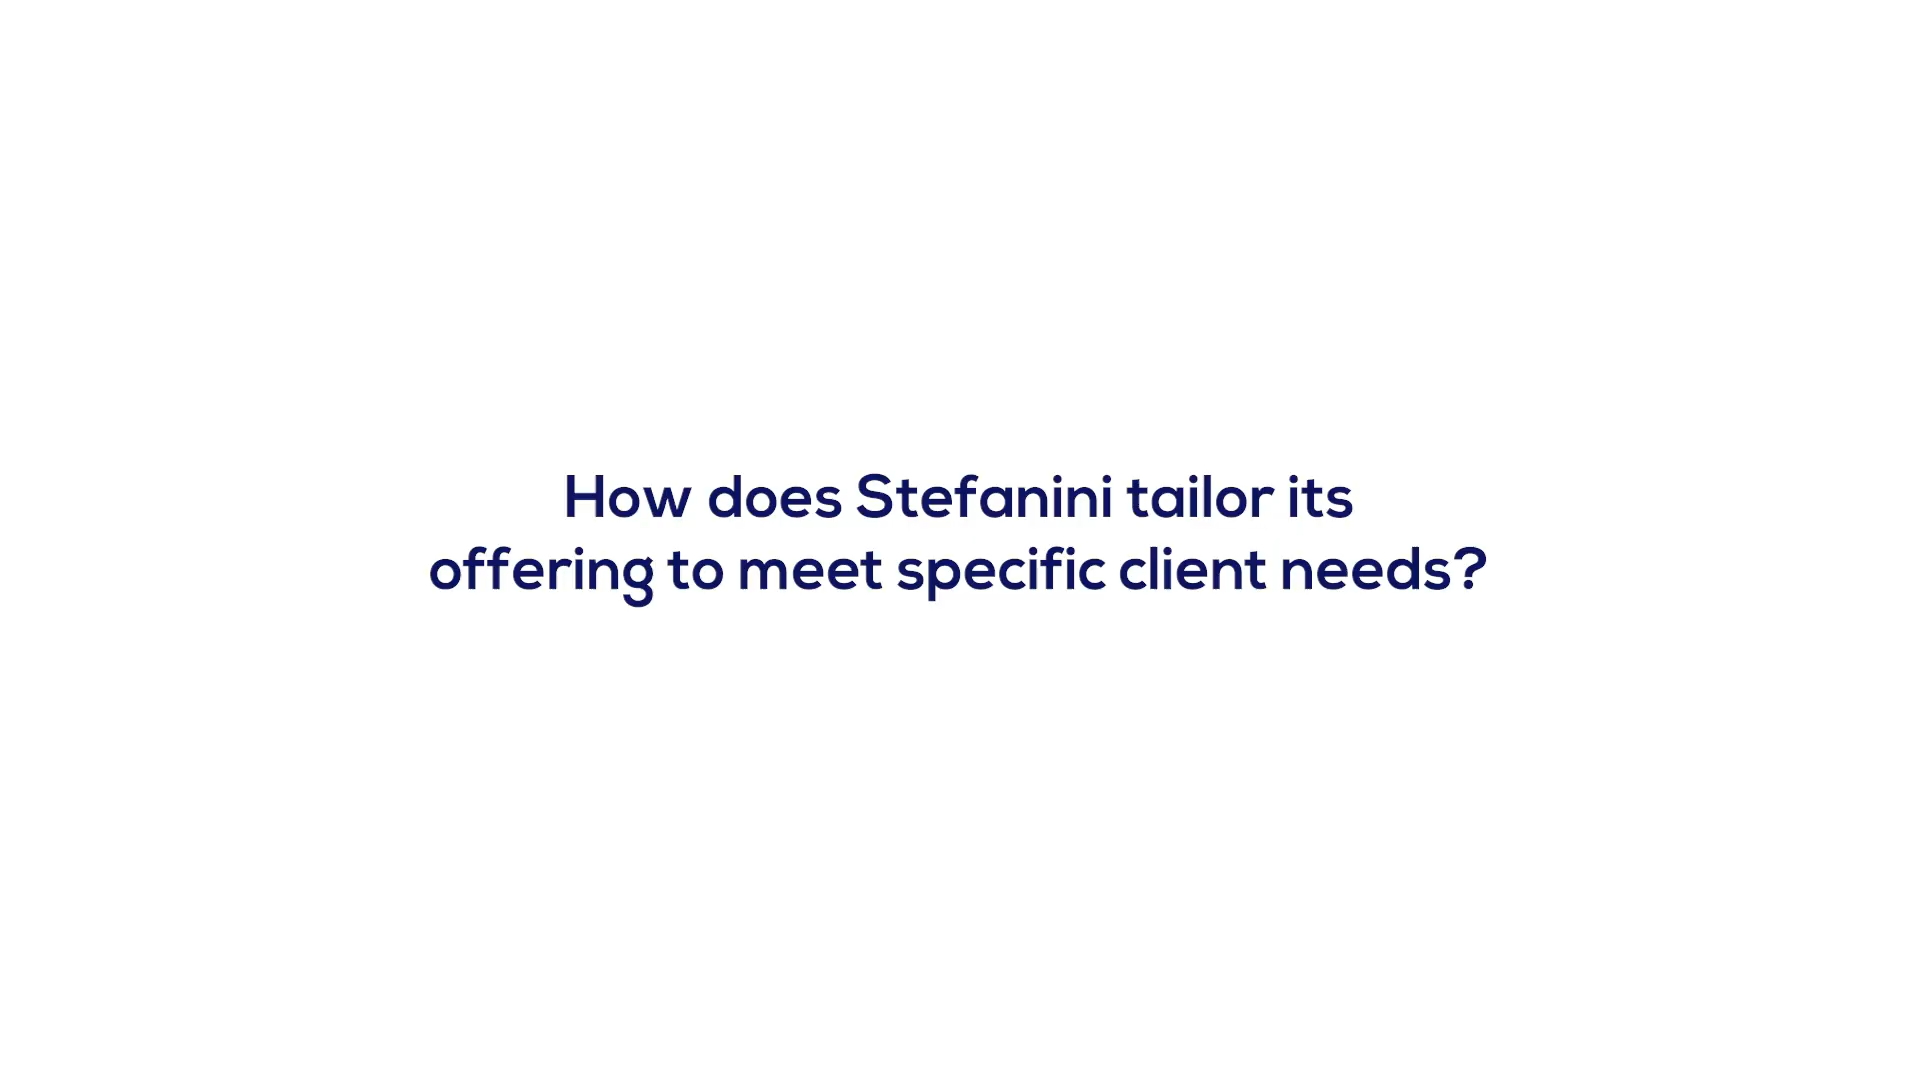 How does Stefanini tailor its
offering to meet specific client needs?